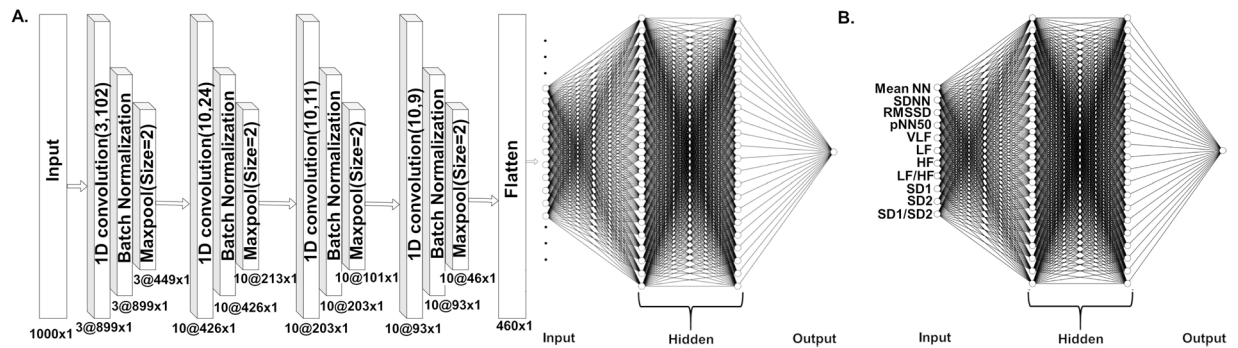 A.
Input
1000x1
1D convolution(3,102)
3@899x1
Batch Normalization
3@899x1
Maxpool(Size=2)
3@449x1
1D convolution(10,24)
10@426x1
Batch Normalization
10@426x1
Maxpool(Size=2)
10@213x1
1D convolution(10,11)
10@203x1
Batch Normalization
10@203x1
Maxpool(Size=2)
10@101x1
1D convolution(10,9)
10@93x1
Batch Normalization
10@93x1
Maxpool(Size=2)
10@46x1
Flatten
460x1
Input
Hidden
Output
B.
Mean NN
SDNN
RMSSD
pNN50
VLF
LF
HF
LF/HF
SD1
SD2
SD1/SD2
Input
Hidden
Output